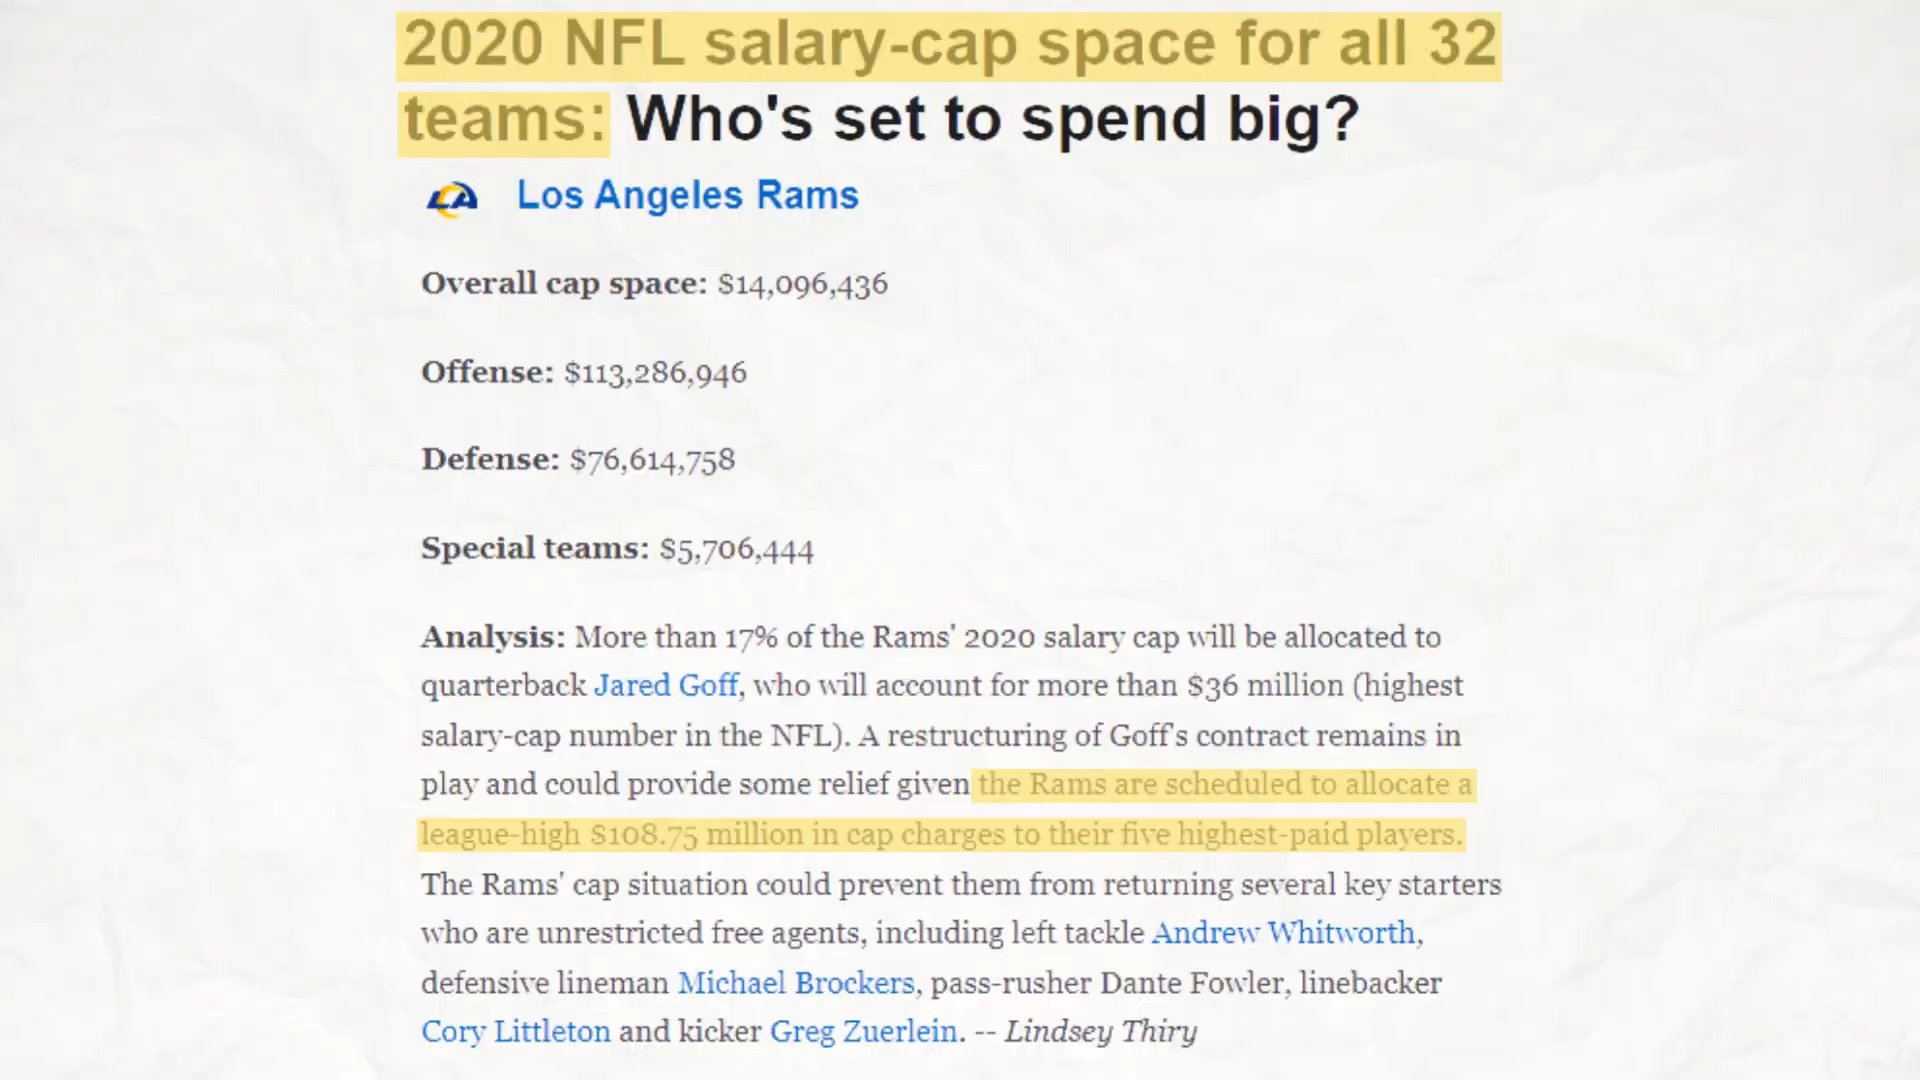 2020 NFL salary-cap space for all 32
teams: Who's set to spend big?
LA Los Angeles Rams
Overall cap space: $14,096,436
Offense: $113,286,946
Defense: $76,614,758
Special teams: $5,706,444
Analysis: More than 17% of the Rams' 2020 salary cap will be allocated to
quarterback Jared Goff, who will account for more than $36 million (highest
salary-cap number in the NFL). A restructuring of Goff's contract remains in
play and could provide some relief given the Rams are scheduled to allocate a
league-high $108.75 million in cap charges to their five highest-paid players.
The Rams' cap situation could prevent them from returning several key starters
who are unrestricted free agents, including left tackle Andrew Whitworth,
defensive lineman Michael Brockers, pass-rusher Dante Fowler, linebacker
Cory Littleton and kicker Greg Zuerlein. -- Lindsey Thiry